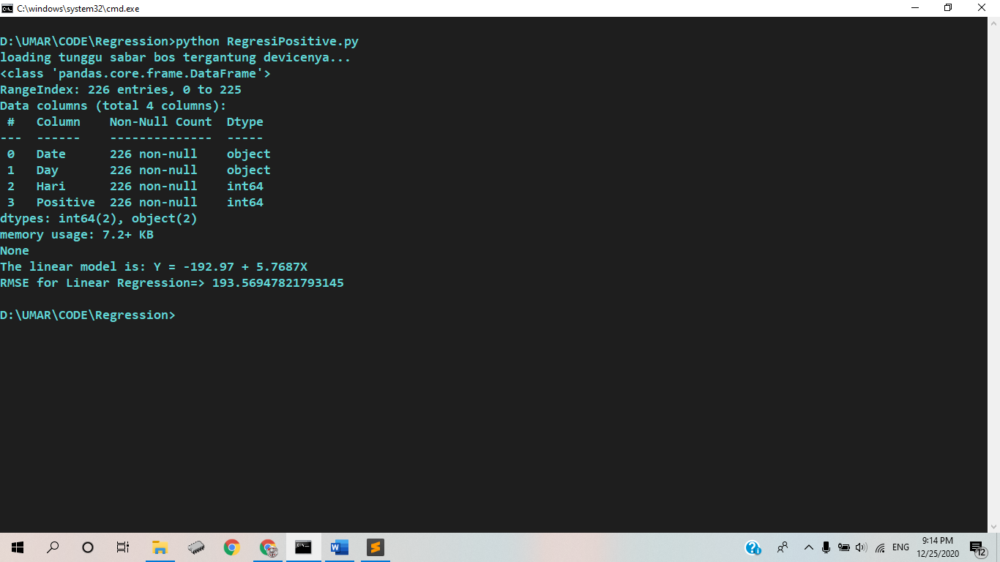 C:\windows\system32\cmd.exe
D:\UMAR\CODE\Regression>python RegresiPositive.py
loading tunggu sabar bos tergantung devicenya...
<class 'pandas.core.frame.DataFrame'>
RangeIndex: 226 entries, 0 to 225
Data columns (total 4 columns):
 #   Column    Non-Null Count  Dtype
---  ------    --------------  -----
 0   Date      226 non-null    object
 1   Day       226 non-null    object
 2   Hari      226 non-null    int64
 3   Positive  226 non-null    int64
dtypes: int64(2), object(2)
memory usage: 7.2+ KB
None
The linear model is: Y = -192.97 + 5.7687X
RMSE for Linear Regression=> 193.56947821793145
D:\UMAR\CODE\Regression>
ENG
9:14 PM
12/25/2020
12